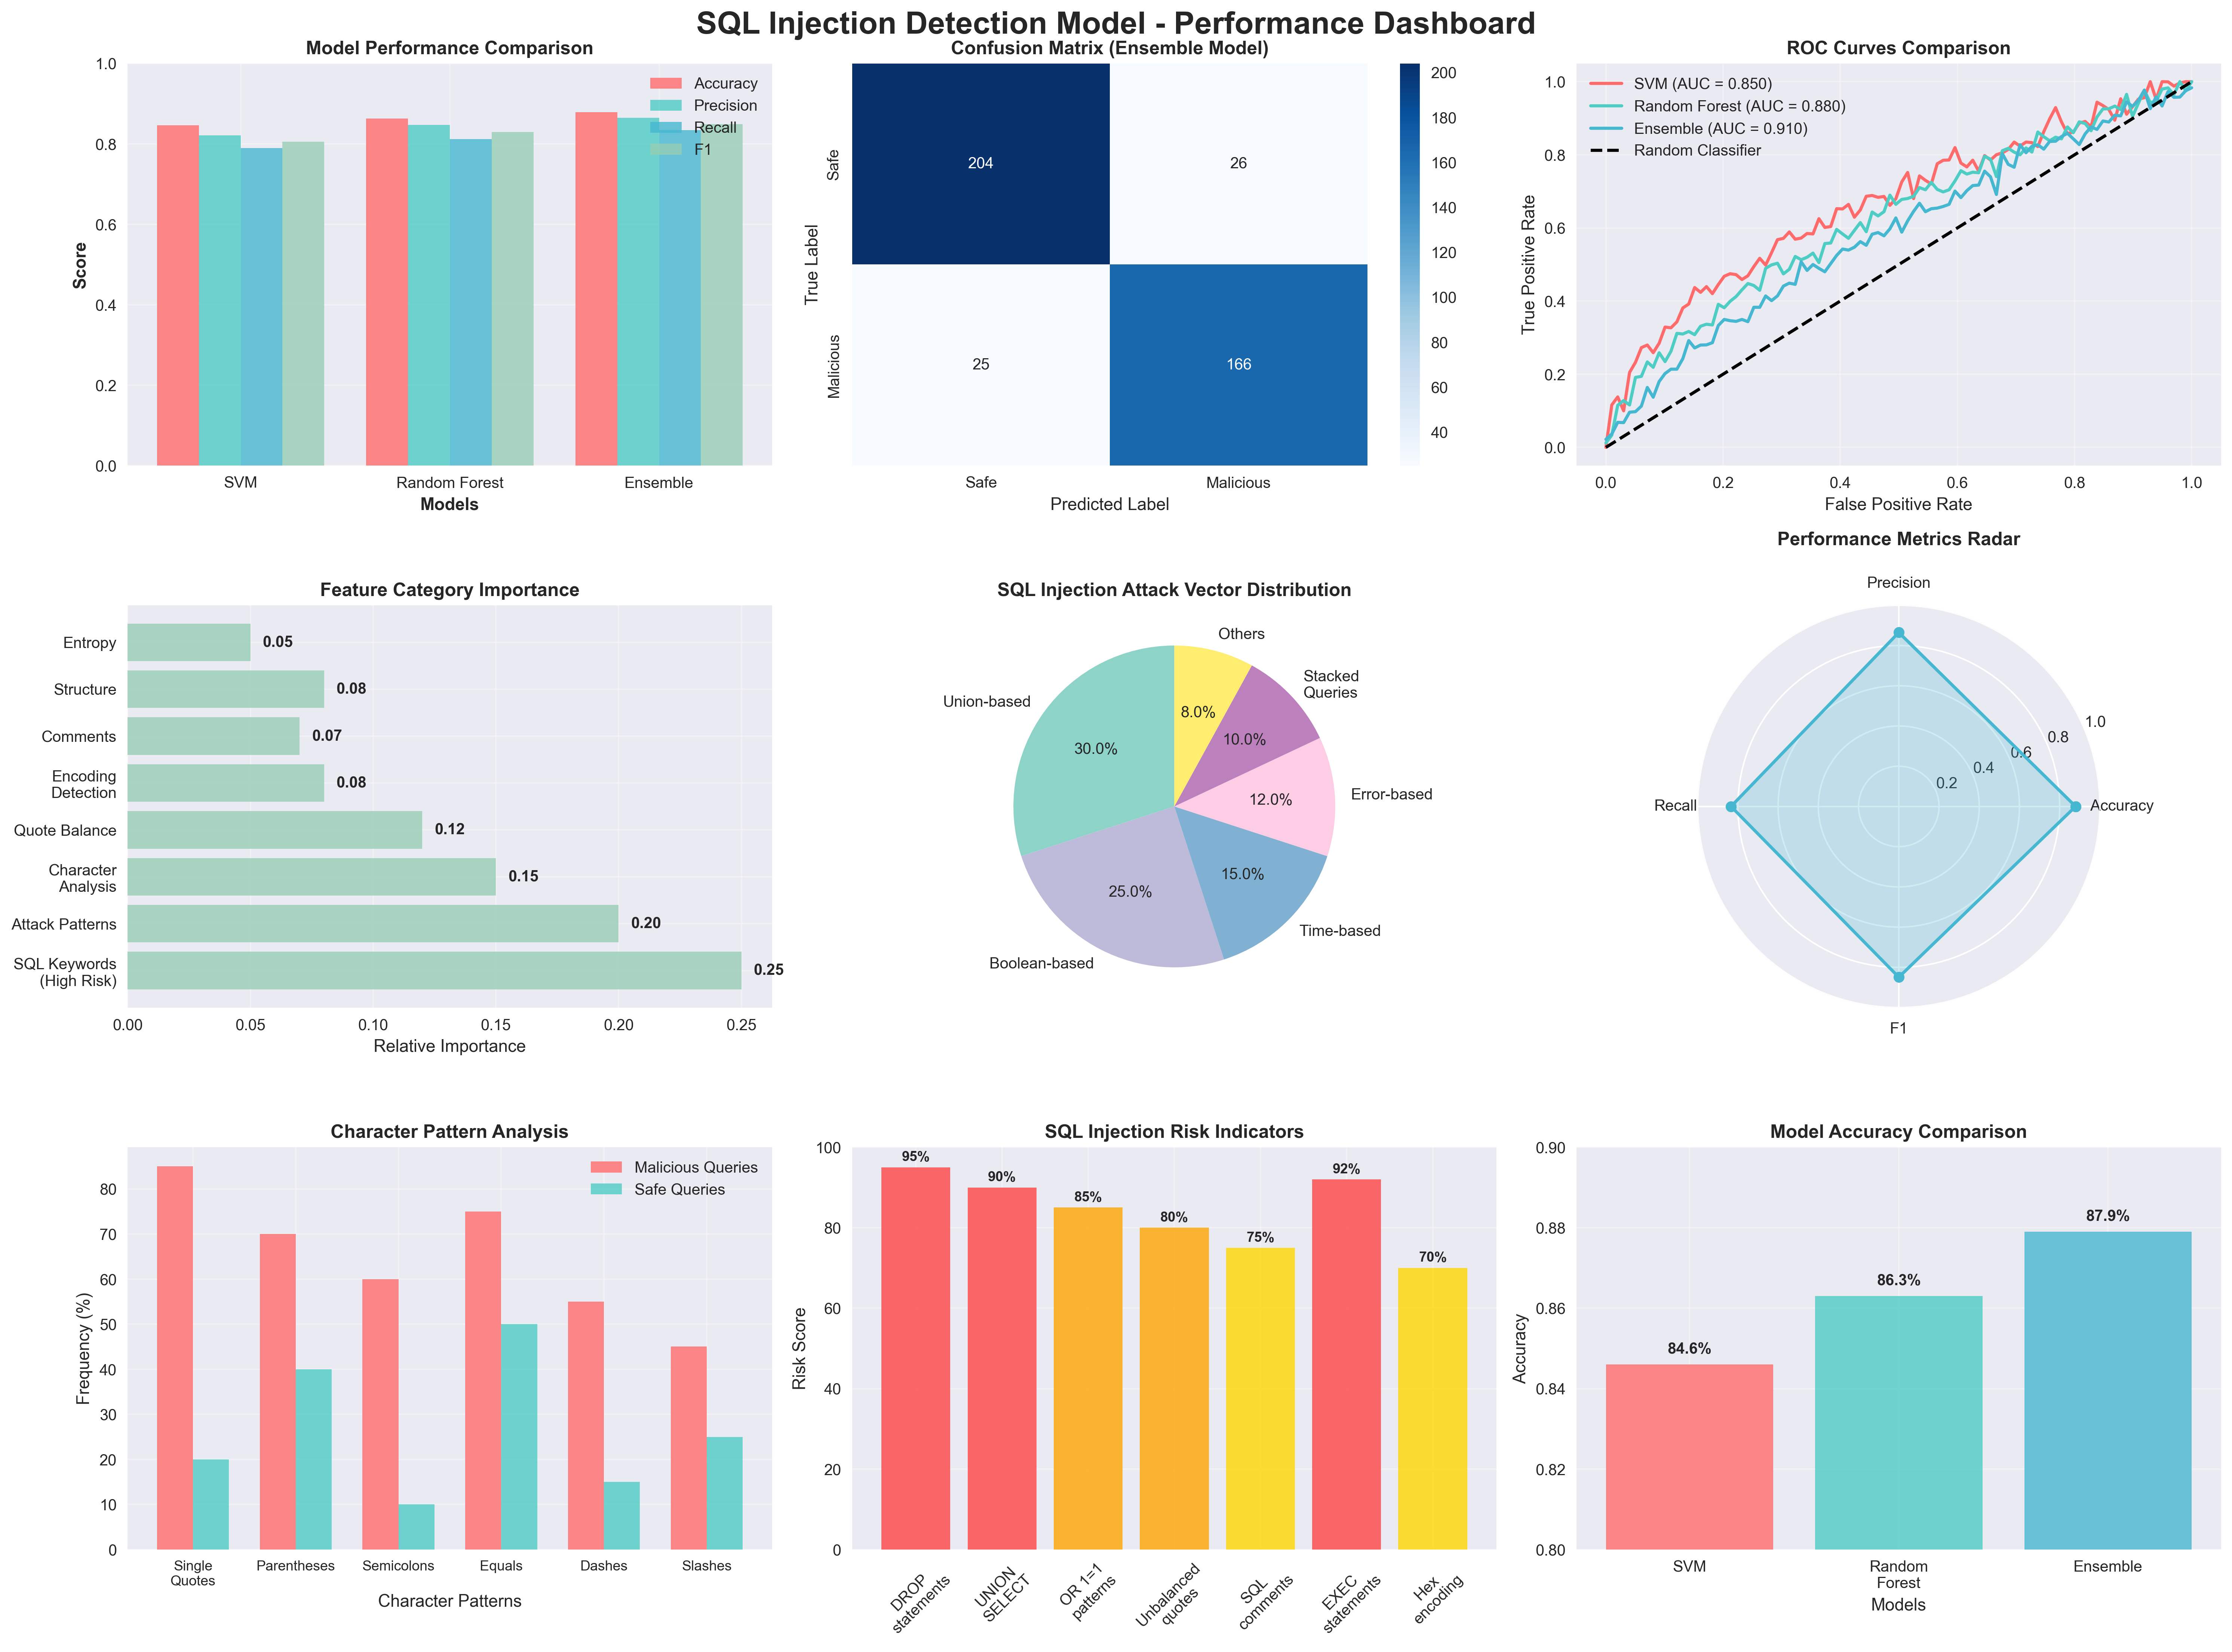 SQL Injection Detection Model - Performance Dashboard
Model Performance Comparison
1.0
0.8
0.6
0.4
0.2
0.0
Score
Accuracy
Precision
Recall
F1
SVM
Random Forest
Ensemble
Models
Confusion Matrix (Ensemble Model)
True Label
Safe
Malicious
204
26
25
166
Safe
Malicious
Predicted Label
200
180
160
140
120
100
80
60
40
ROC Curves Comparison
True Positive Rate
1.0
0.8
0.6
0.4
0.2
0.0
SVM (AUC = 0.850)
Random Forest (AUC = 0.880)
Ensemble (AUC = 0.910)
Random Classifier
0.0
0.2
0.4
0.6
0.8
1.0
False Positive Rate
Feature Category Importance
Entropy
0.05
Structure
0.08
Comments
0.07
Encoding
Detection
0.08
Quote Balance
0.12
Character
Analysis
0.15
Attack Patterns
0.20
SQL Keywords
(High Risk)
0.25
0.00
0.05
0.10
0.15
0.20
0.25
Relative Importance
SQL Injection Attack Vector Distribution
Others
8.0%
Stacked
Queries
10.0%
Union-based
30.0%
Error-based
12.0%
25.0%
15.0%
Time-based
Boolean-based
Performance Metrics Radar
Precision
1.0
0.8
0.6
0.4
0.2
Recall
Accuracy
F1
Character Pattern Analysis
Frequency (%)
80
70
60
50
40
30
20
10
0
Malicious Queries
Safe Queries
Single
Quotes
Parentheses
Semicolons
Equals
Dashes
Slashes
Character Patterns
SQL Injection Risk Indicators
Risk Score
100
80
60
40
20
0
95%
90%
85%
80%
75%
92%
70%
DROP
statements
UNION
SELECT
OR 1=1
patterns
Unbalanced
quotes
SQL
comments
EXEC
statements
Hex
encoding
Model Accuracy Comparison
Accuracy
0.90
0.88
0.86
0.84
0.82
0.80
84.6%
86.3%
87.9%
SVM
Random
Forest
Ensemble
Models